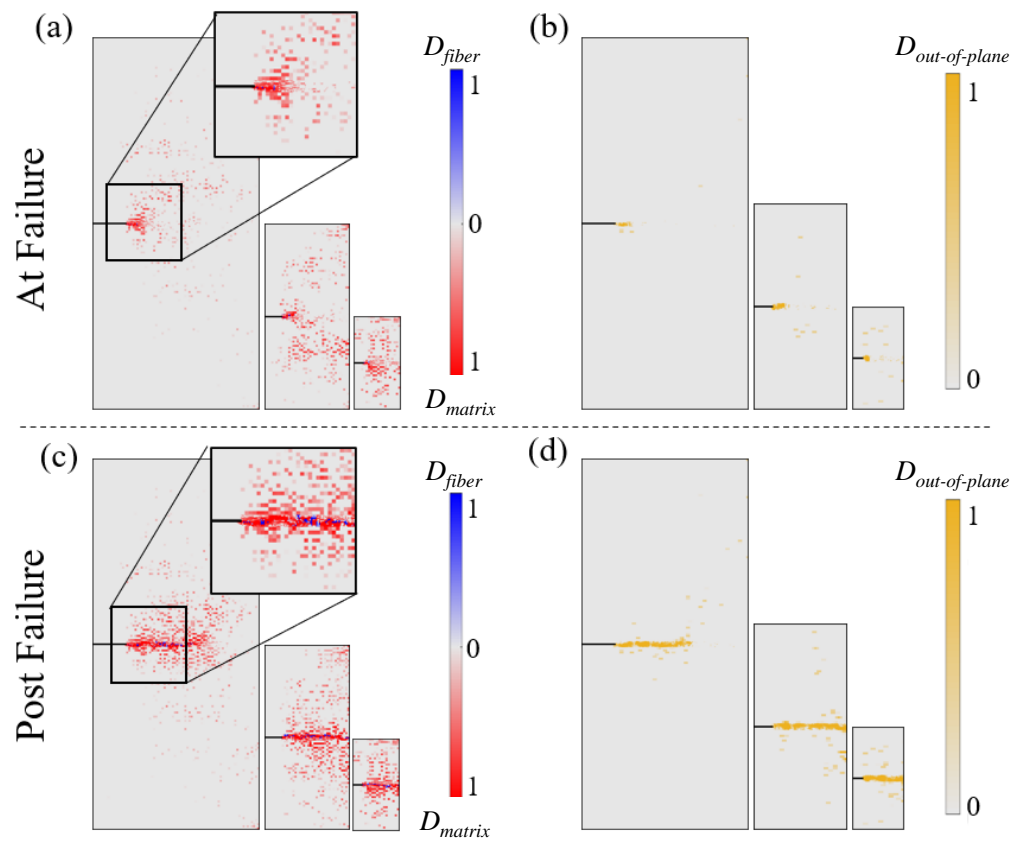 (a)
(b)
D_fiber
D_out-of-plane
1
1
At Failure
0
0
1
D_matrix
(c)
(d)
D_fiber
D_out-of-plane
1
1
Post Failure
0
0
1
D_matrix